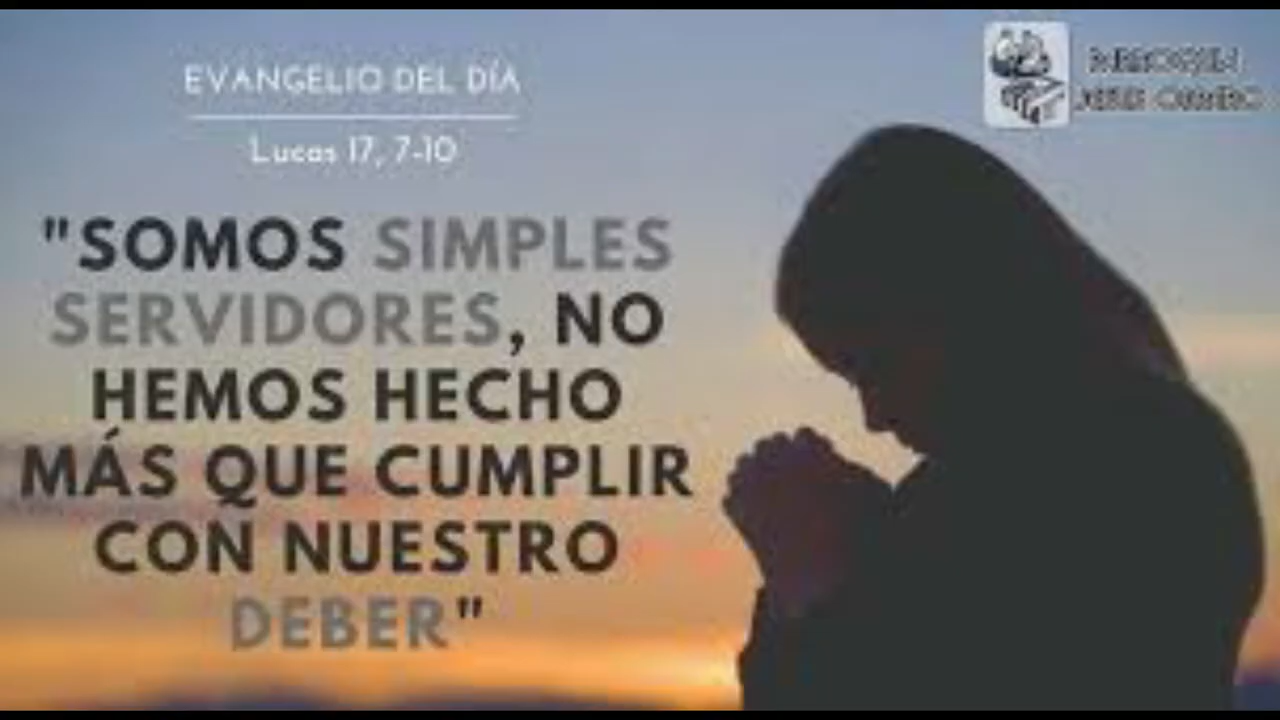 EVANGELIO DEL DÍA
Lucas 17, 7-10
"SOMOS SIMPLES
SERVIDORES, NO
HEMOS HECHO
MÁS QUE CUMPLIR
CON NUESTRO
DEBER"